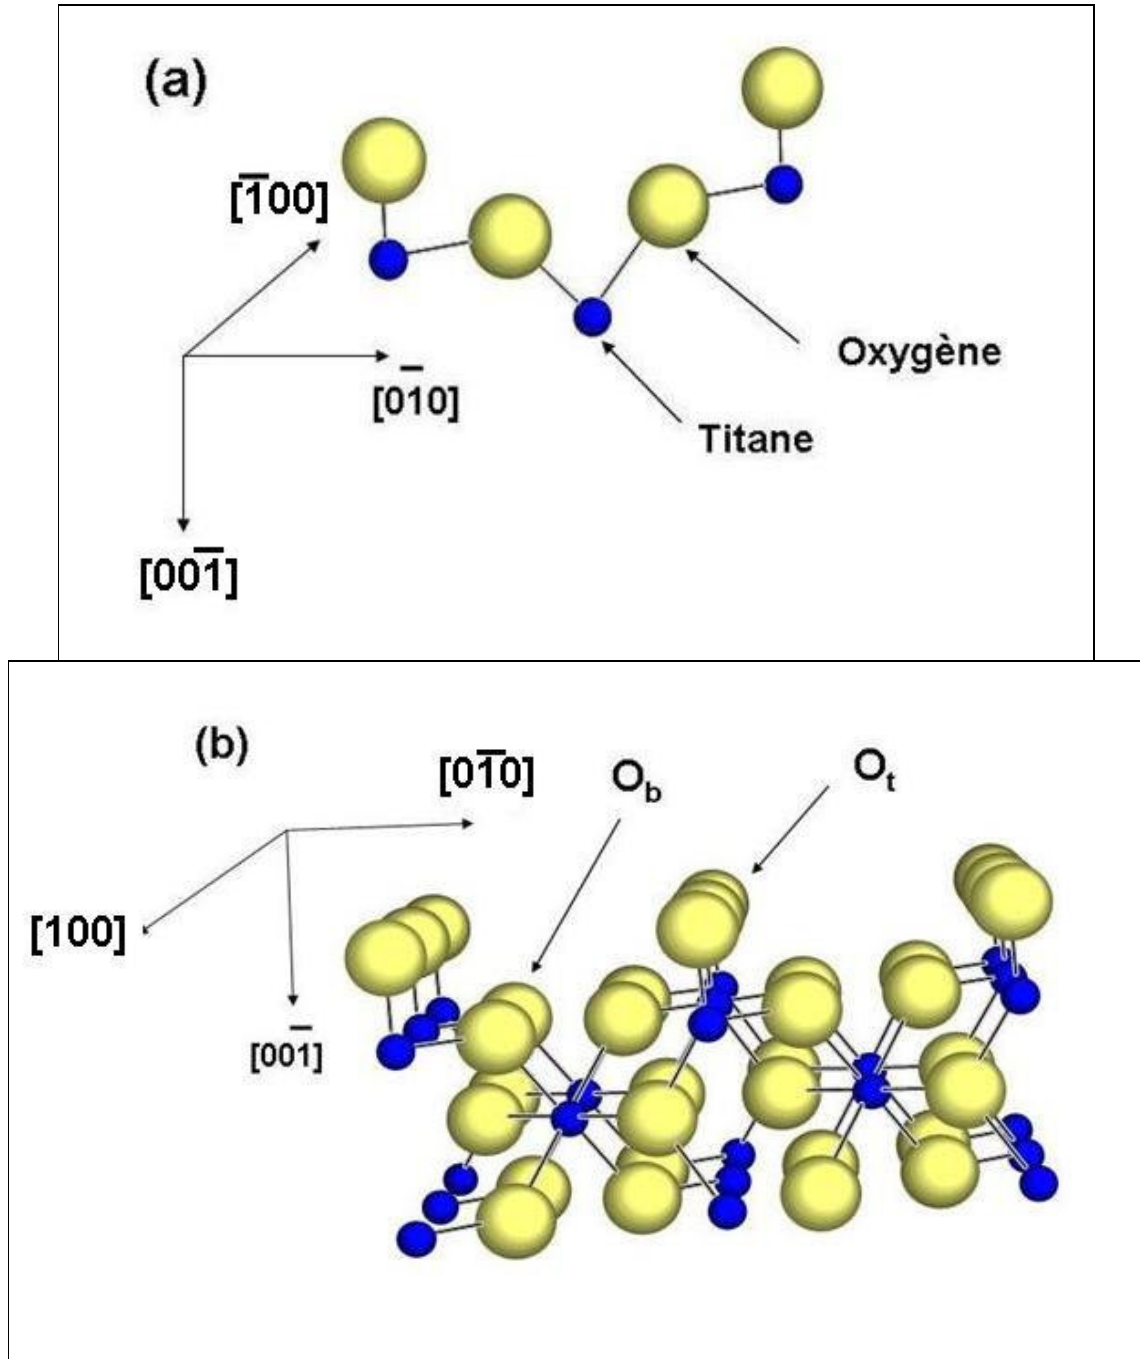 (a)
[1̅00]
[01̅0]
Oxygène
Titane
[001̅]
(b)
[01̅0]
O_b
O_t
[100]
[001̅]